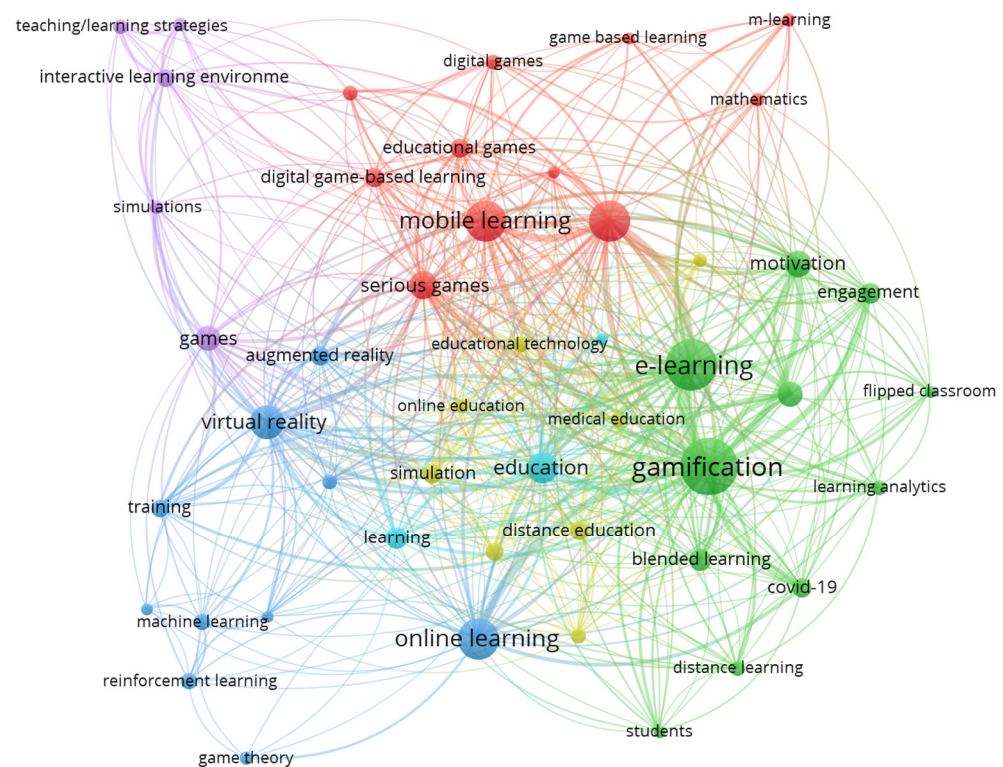 m-learning
teaching/learning strategies
game based learning
digital games
interactive learning environme
mathematics
educational games
digital game-based learning
simulations
mobile learning
motivation
serious games
engagement
games
educational technology
augmented reality
e-learning
flipped classroom
online education
medical education
virtual reality
education
gamification
simulation
learning analytics
training
distance education
learning
blended learning
covid-19
machine learning
online learning
distance learning
reinforcement learning
students
game theory